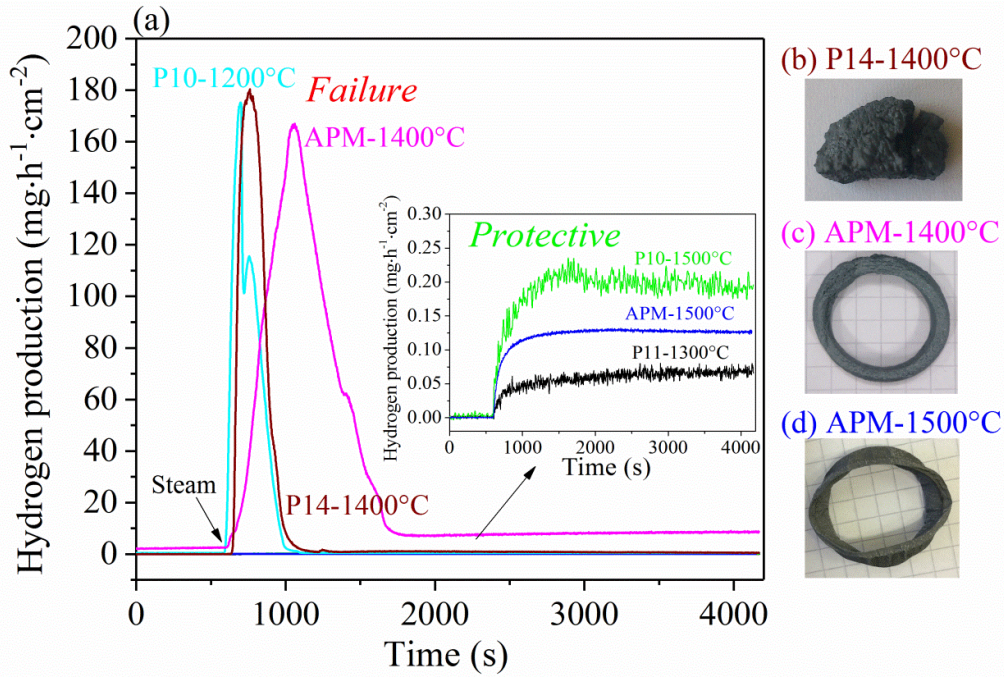 (a)
Hydrogen production (mg·h⁻¹·cm⁻²)
200
180
160
140
120
100
80
60
40
20
0
0
1000
2000
3000
4000
Time (s)
P10-1200°C
Failure
APM-1400°C
Steam
P14-1400°C
Hydrogen production (mg·h⁻¹·cm⁻²)
0.30
0.25
0.20
0.15
0.10
0.05
0.00
0
1000
2000
3000
4000
Time (s)
Protective
P10-1500°C
APM-1500°C
P11-1300°C
(b) P14-1400°C
(c) APM-1400°C
(d) APM-1500°C